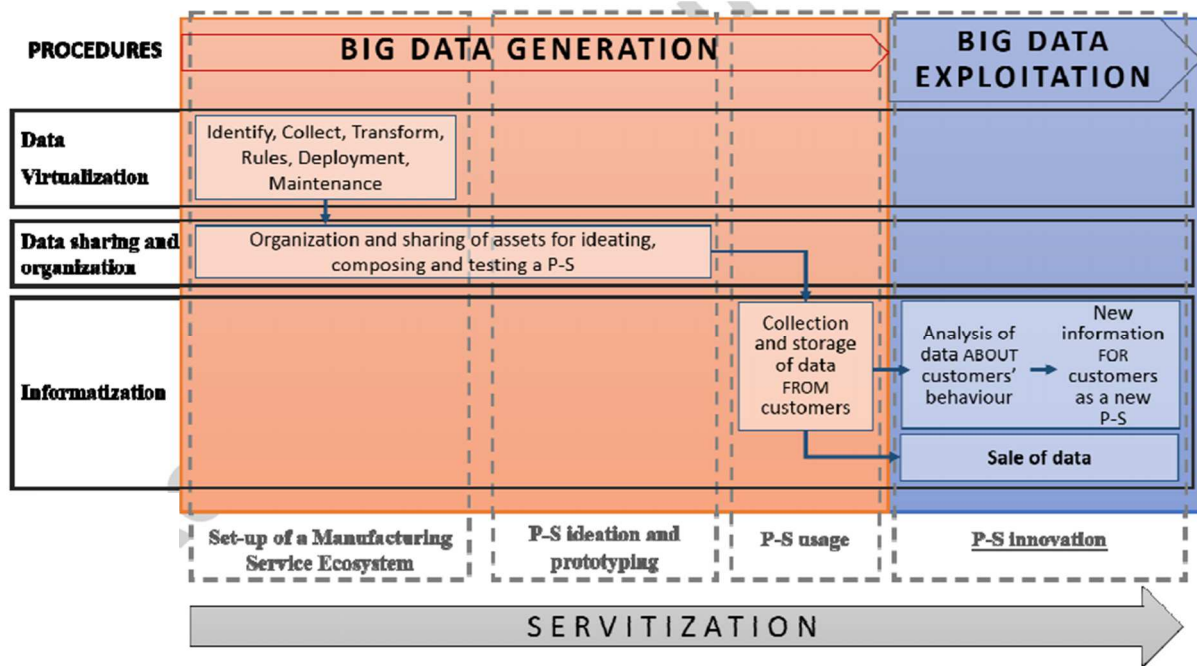 PROCEDURES
BIG DATA GENERATION
BIG DATA
EXPLOITATION
Data
Virtualization
Identify, Collect, Transform,
Rules, Deployment,
Maintenance
Data sharing and
organization
Organization and sharing of assets for ideating,
composing and testing a P-S
Informatization
Collection
and storage
of data
FROM
customers
Analysis of
data ABOUT
customers'
behaviour
New
information
FOR
customers
as a new
P-S
Sale of data
Set-up of a Manufacturing
Service Ecosystem
P-S ideation and
prototyping
P-S usage
P-S innovation
SERVITIZATION